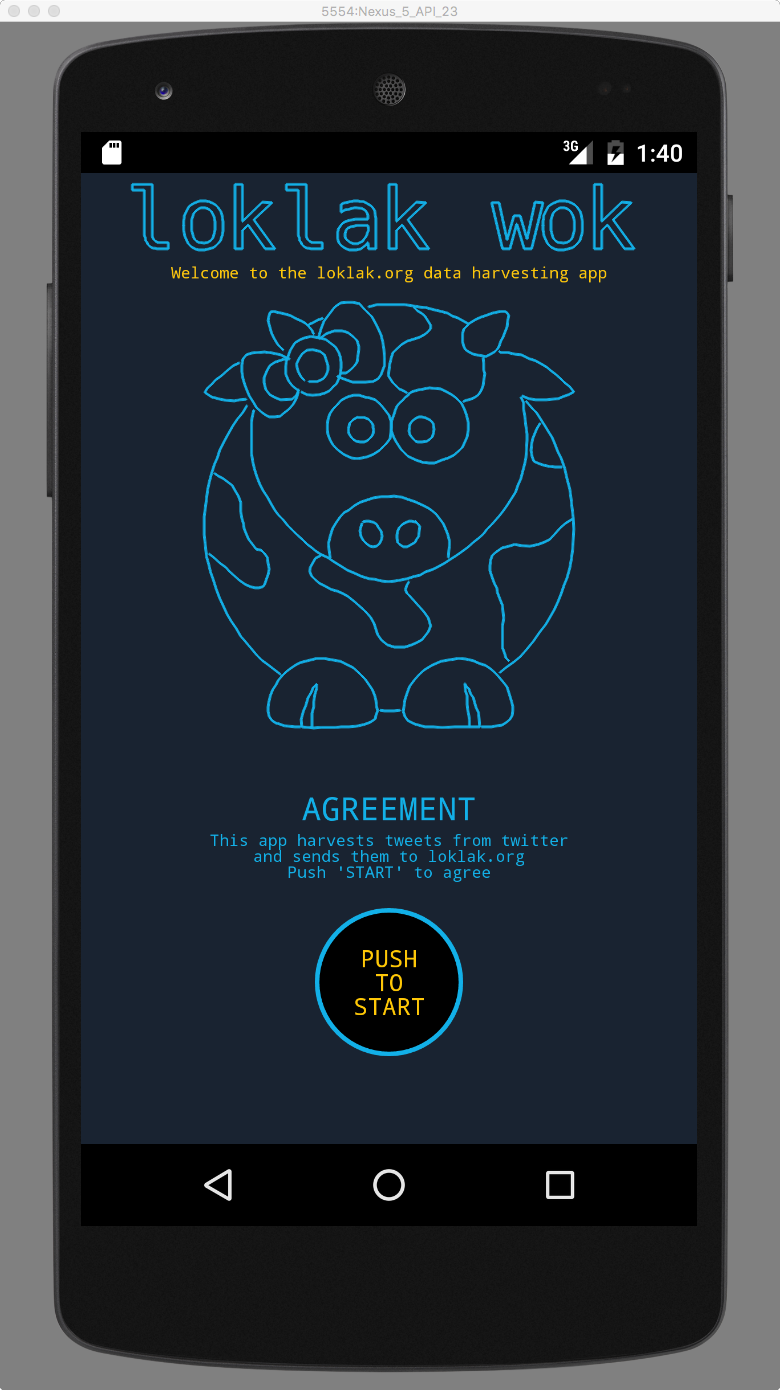 5554:Nexus_5_API_23
3G 1:40
loklak wok
Welcome to the loklak.org data harvesting app
AGREEMENT
This app harvests tweets from twitter
and sends them to loklak.org
Push 'START' to agree
PUSH
TO
START